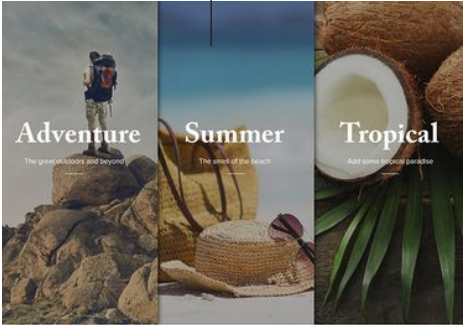 Adventure
The great outdoors and beyond
Summer
The smell of the beach
Tropical
Add some tropical paradise